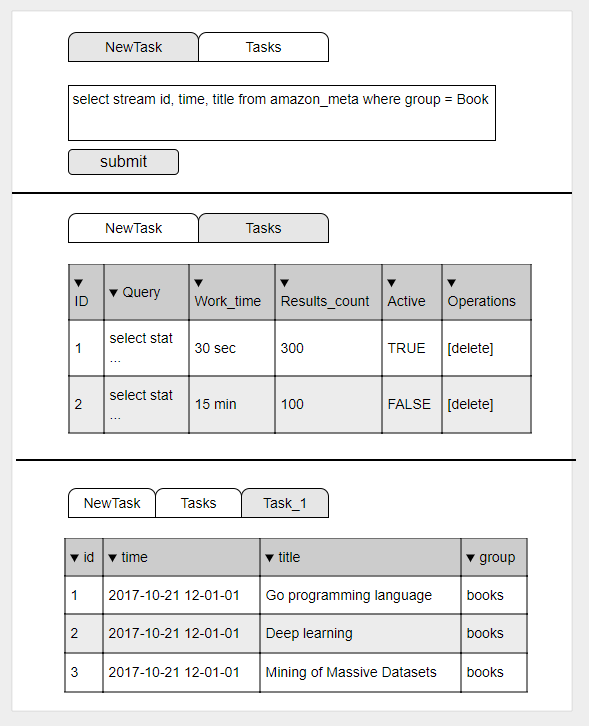 NewTask Tasks
select stream id, time, title from amazon_meta where group = Book
submit
NewTask Tasks
▼ ID ▼ Query ▼ Work_time ▼ Results_count ▼ Active ▼ Operations
1 select stat ... 30 sec 300 TRUE [delete]
2 select stat ... 15 min 100 FALSE [delete]
NewTask Tasks Task_1
▼ id ▼ time ▼ title ▼ group
1 2017-10-21 12-01-01 Go programming language books
2 2017-10-21 12-01-01 Deep learning books
3 2017-10-21 12-01-01 Mining of Massive Datasets books